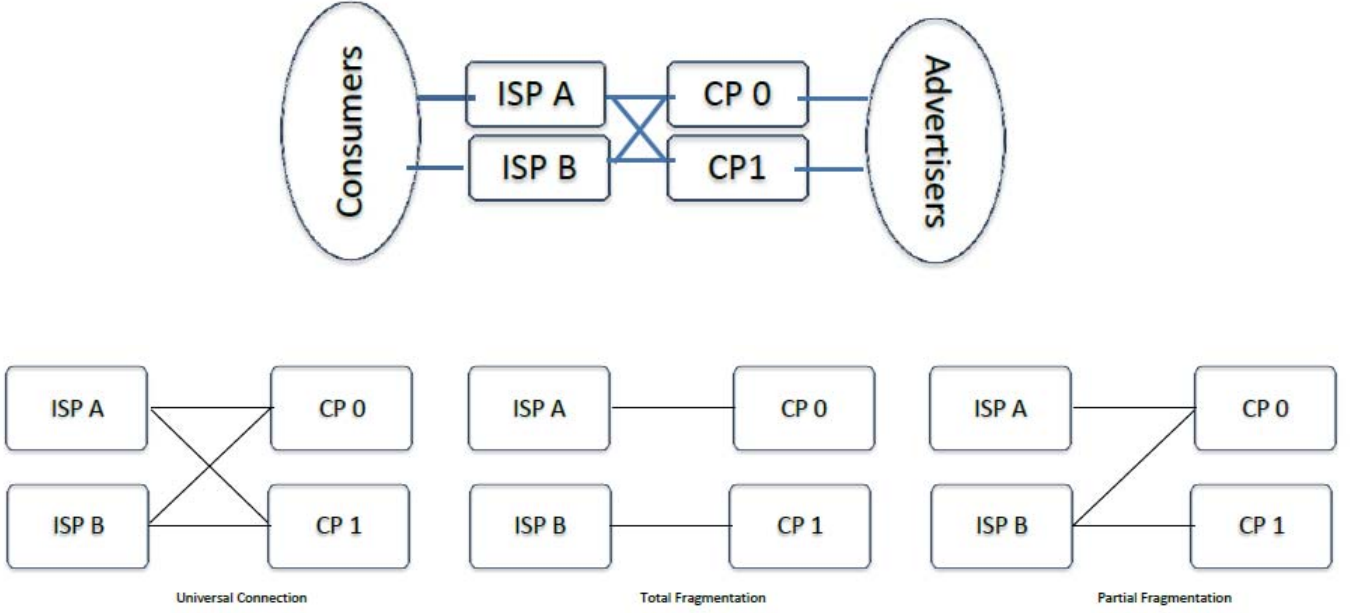 Consumers
ISP A
CP 0
ISP B
CP1
Advertisers
ISP A
CP 0
ISP B
CP 1
Universal Connection
ISP A
CP 0
ISP B
CP 1
Total Fragmentation
ISP A
CP 0
ISP B
CP 1
Partial Fragmentation